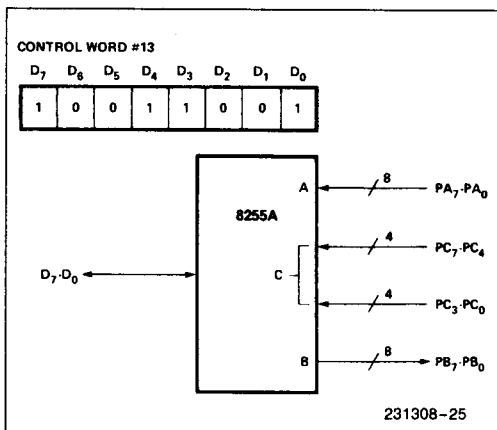 CONTROL WORD #13
D7 D6 D5 D4 D3 D2 D1 D0
1 0 0 1 1 0 0 1
8255A
A
8
PA7-PA0
4
PC7-PC4
D7-D0
C
4
PC3-PC0
B
8
PB7-PB0
231308-25